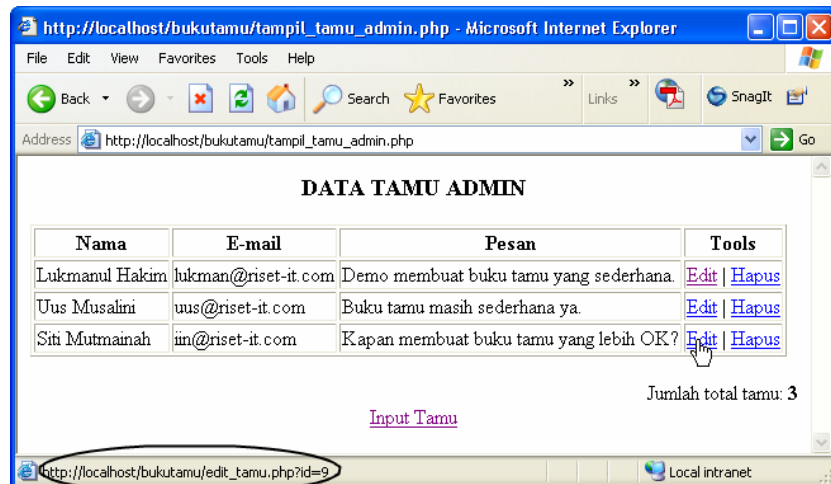 http://localhost/bukutamu/tampil_tamu_admin.php - Microsoft Internet Explorer
File Edit View Favorites Tools Help
Back Search Favorites » Links » SnagIt
Address http://localhost/bukutamu/tampil_tamu_admin.php Go
DATA TAMU ADMIN
Nama E-mail Pesan Tools
Lukmanul Hakim lukman@riset-it.com Demo membuat buku tamu yang sederhana. Edit | Hapus
Uus Musalini uus@riset-it.com Buku tamu masih sederhana ya. Edit | Hapus
Siti Mutmainah iin@riset-it.com Kapan membuat buku tamu yang lebih OK? Edit | Hapus
Jumlah total tamu: 3
Input Tamu
http://localhost/bukutamu/edit_tamu.php?id=9 Local intranet